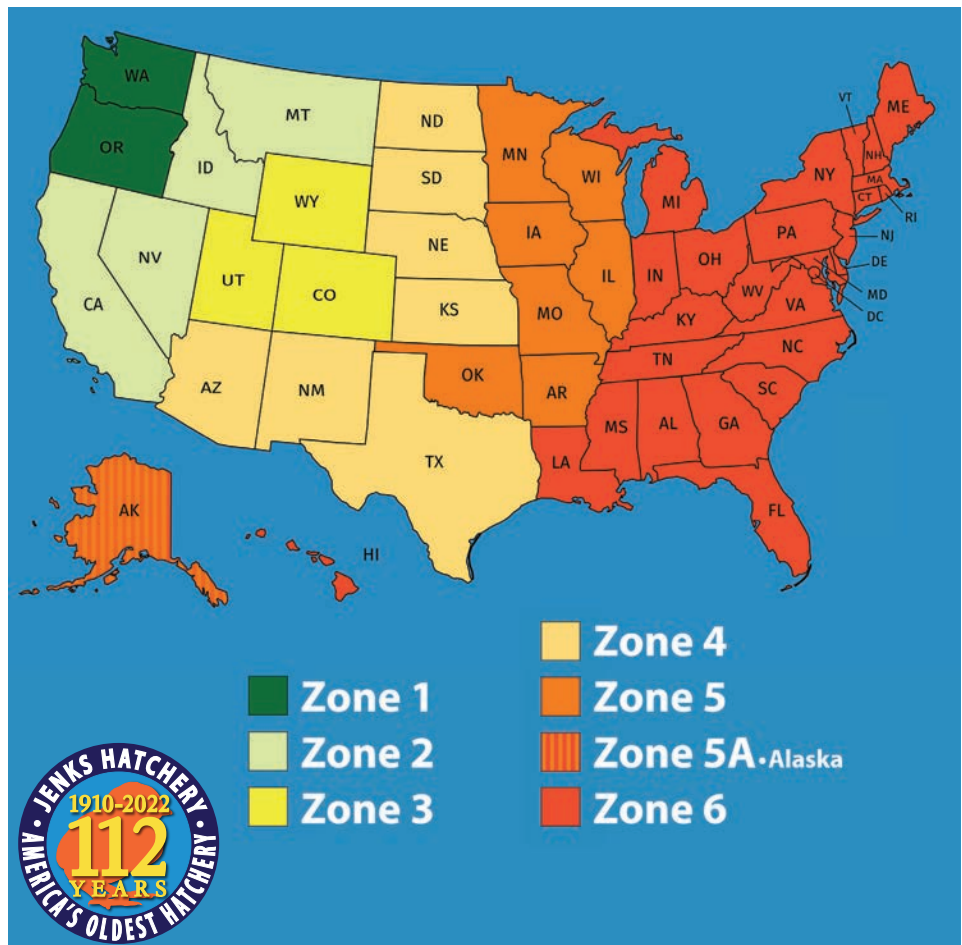 WA
OR
MT
ID
WY
NV
CA
UT
CO
AZ
NM
ND
SD
NE
KS
OK
TX
MN
WI
IA
IL
MO
AR
LA
MI
IN
OH
KY
TN
MS
AL
GA
FL
SC
NC
VA
WV
PA
NY
VT
NH
ME
MA
CT
RI
NJ
DE
MD
DC
AK
HI
Zone 1
Zone 2
Zone 3
Zone 4
Zone 5
Zone 5A • Alaska
Zone 6
• JENKS HATCHERY •
1910-2022
112
YEARS
AMERICA'S OLDEST HATCHERY